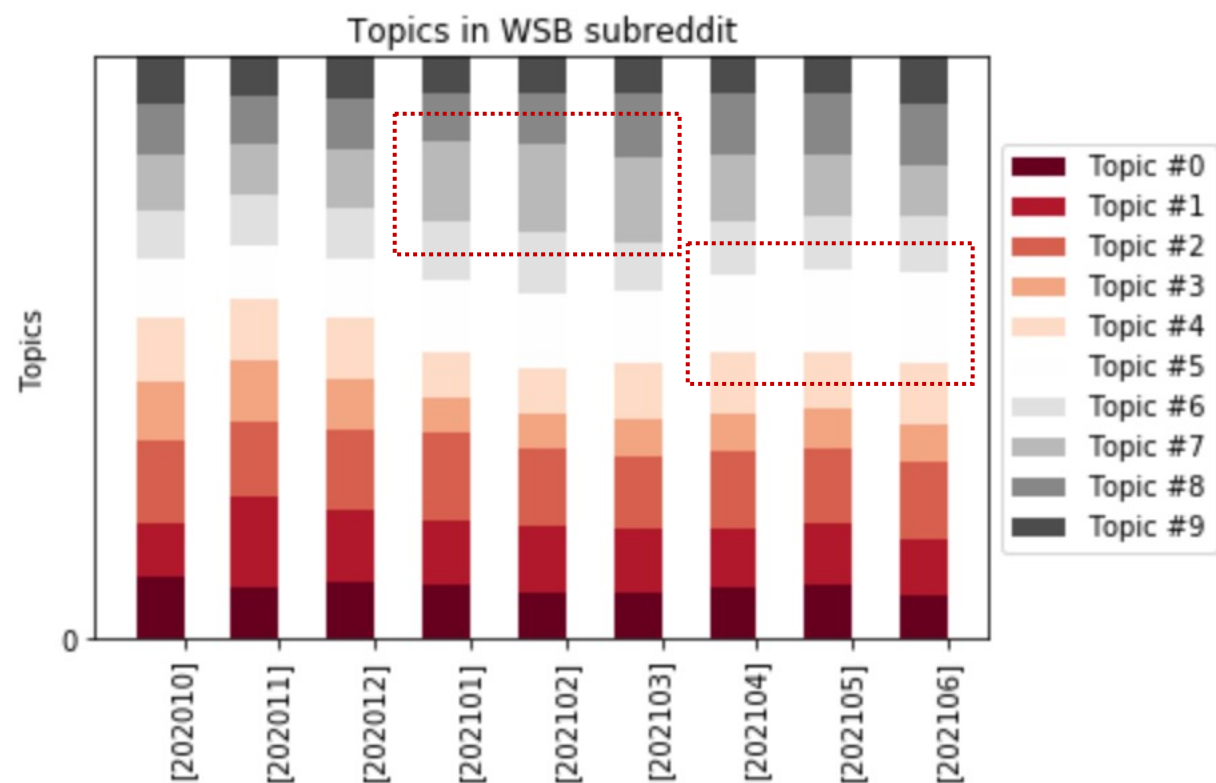 Topics in WSB subreddit
Topics
0
[202010]
[202011]
[202012]
[202101]
[202102]
[202103]
[202104]
[202105]
[202106]
Topic #0
Topic #1
Topic #2
Topic #3
Topic #4
Topic #5
Topic #6
Topic #7
Topic #8
Topic #9